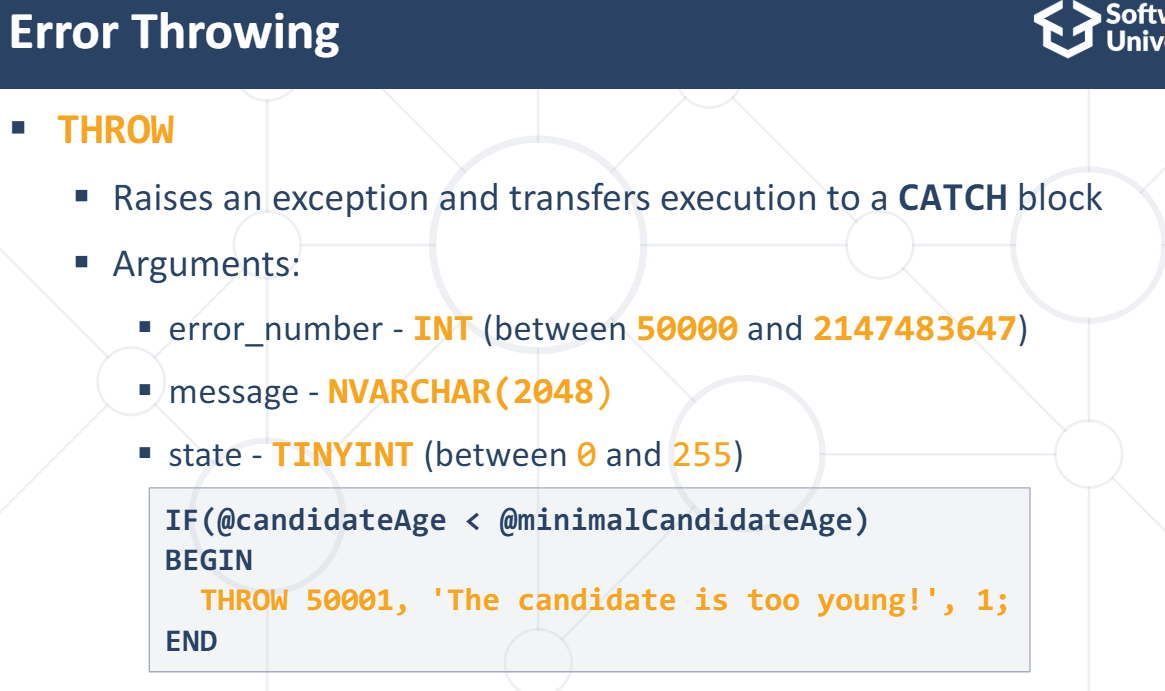 Error Throwing
▪ THROW
▪ Raises an exception and transfers execution to a CATCH block
▪ Arguments:
▪ error_number - INT (between 50000 and 2147483647)
▪ message - NVARCHAR(2048)
▪ state - TINYINT (between 0 and 255)
IF(@candidateAge < @minimalCandidateAge)
BEGIN
THROW 50001, 'The candidate is too young!', 1;
END